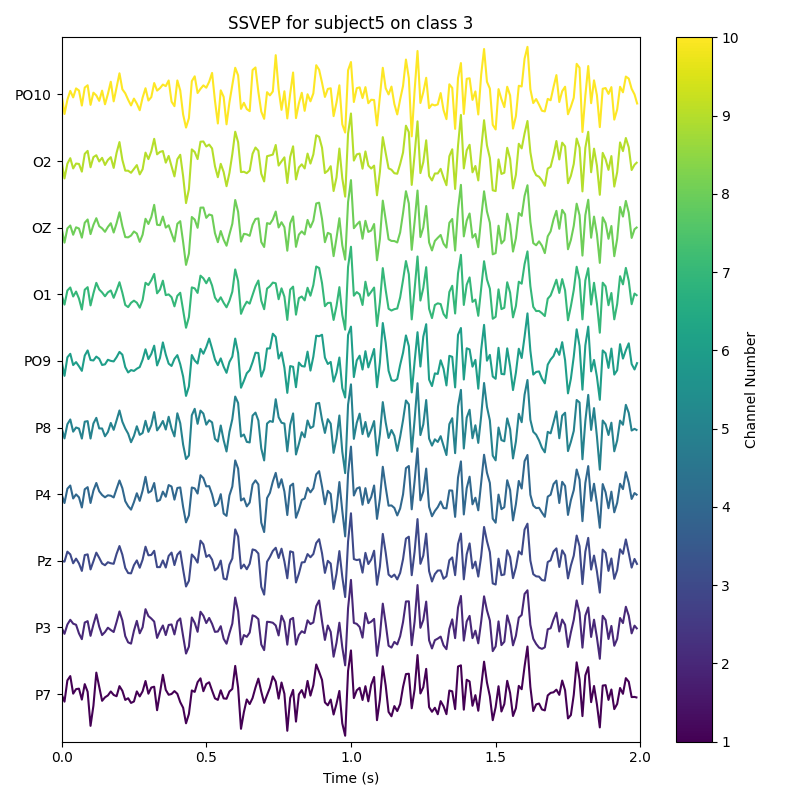 SSVEP for subject5 on class 3
PO10
O2
OZ
O1
PO9
P8
P4
Pz
P3
P7
0.0
0.5
1.0
1.5
2.0
Time (s)
10
9
8
7
6
5
4
3
2
1
Channel Number